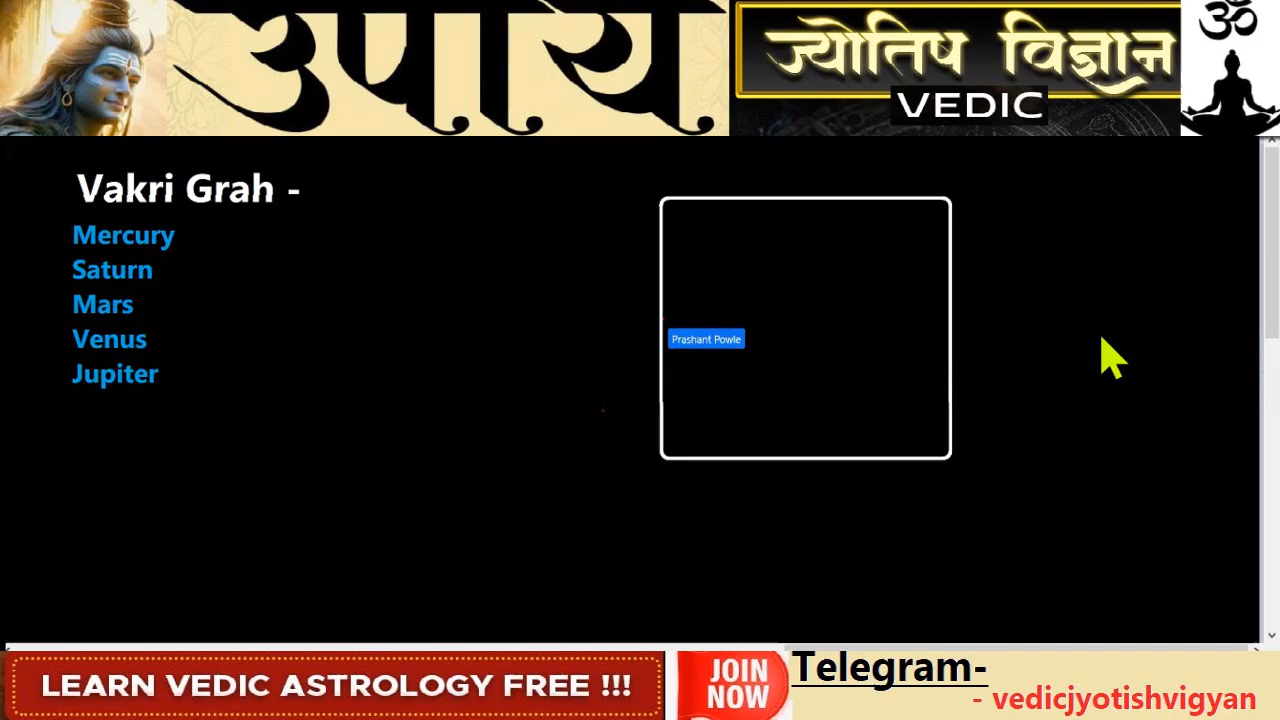 उपाय
ज्योतिष विज्ञान
VEDIC
ॐ
Vakri Grah -
Mercury
Saturn
Mars
Venus
Jupiter
Prashant Powle
LEARN VEDIC ASTROLOGY FREE !!!
JOIN
NOW
Telegram-
- vedicjyotishvigyan